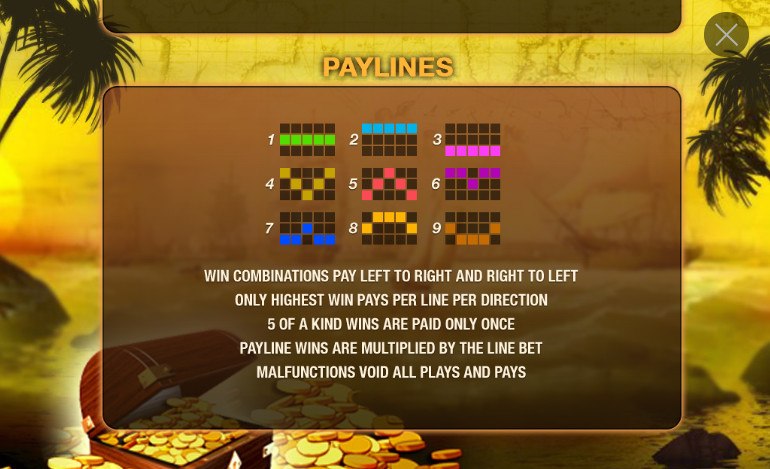 PAYLINES
1 2 3
4 5 6
7 8 9
WIN COMBINATIONS PAY LEFT TO RIGHT AND RIGHT TO LEFT
ONLY HIGHEST WIN PAYS PER LINE PER DIRECTION
5 OF A KIND WINS ARE PAID ONLY ONCE
PAYLINE WINS ARE MULTIPLIED BY THE LINE BET
MALFUNCTIONS VOID ALL PLAYS AND PAYS